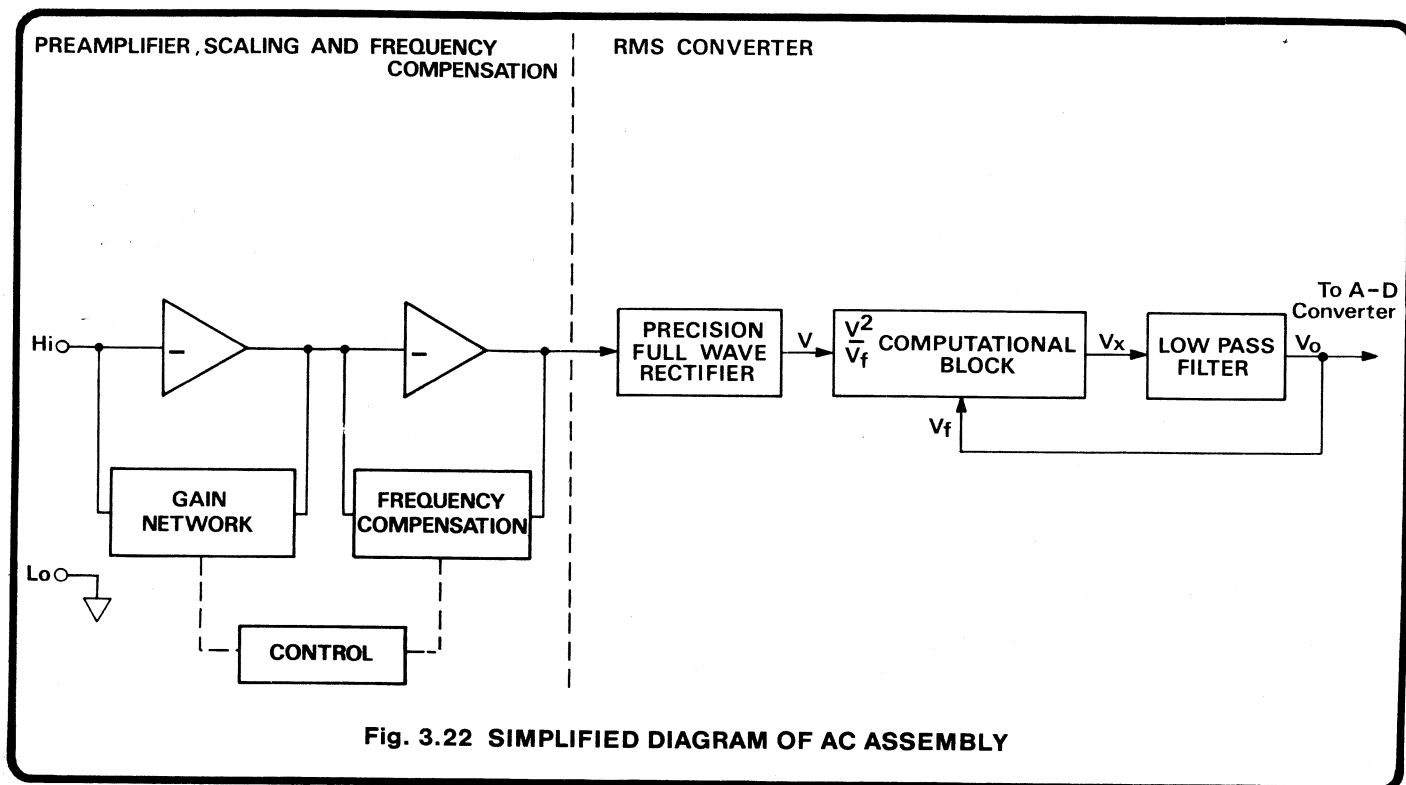 PREAMPLIFIER, SCALING AND FREQUENCY
COMPENSATION
RMS CONVERTER
Hi
–
–
PRECISION
FULL WAVE
RECTIFIER
V
V²
Vf
COMPUTATIONAL
BLOCK
Vx
LOW PASS
FILTER
To A-D
Converter
Vo
Vf
GAIN
NETWORK
FREQUENCY
COMPENSATION
Lo
CONTROL
Fig. 3.22 SIMPLIFIED DIAGRAM OF AC ASSEMBLY